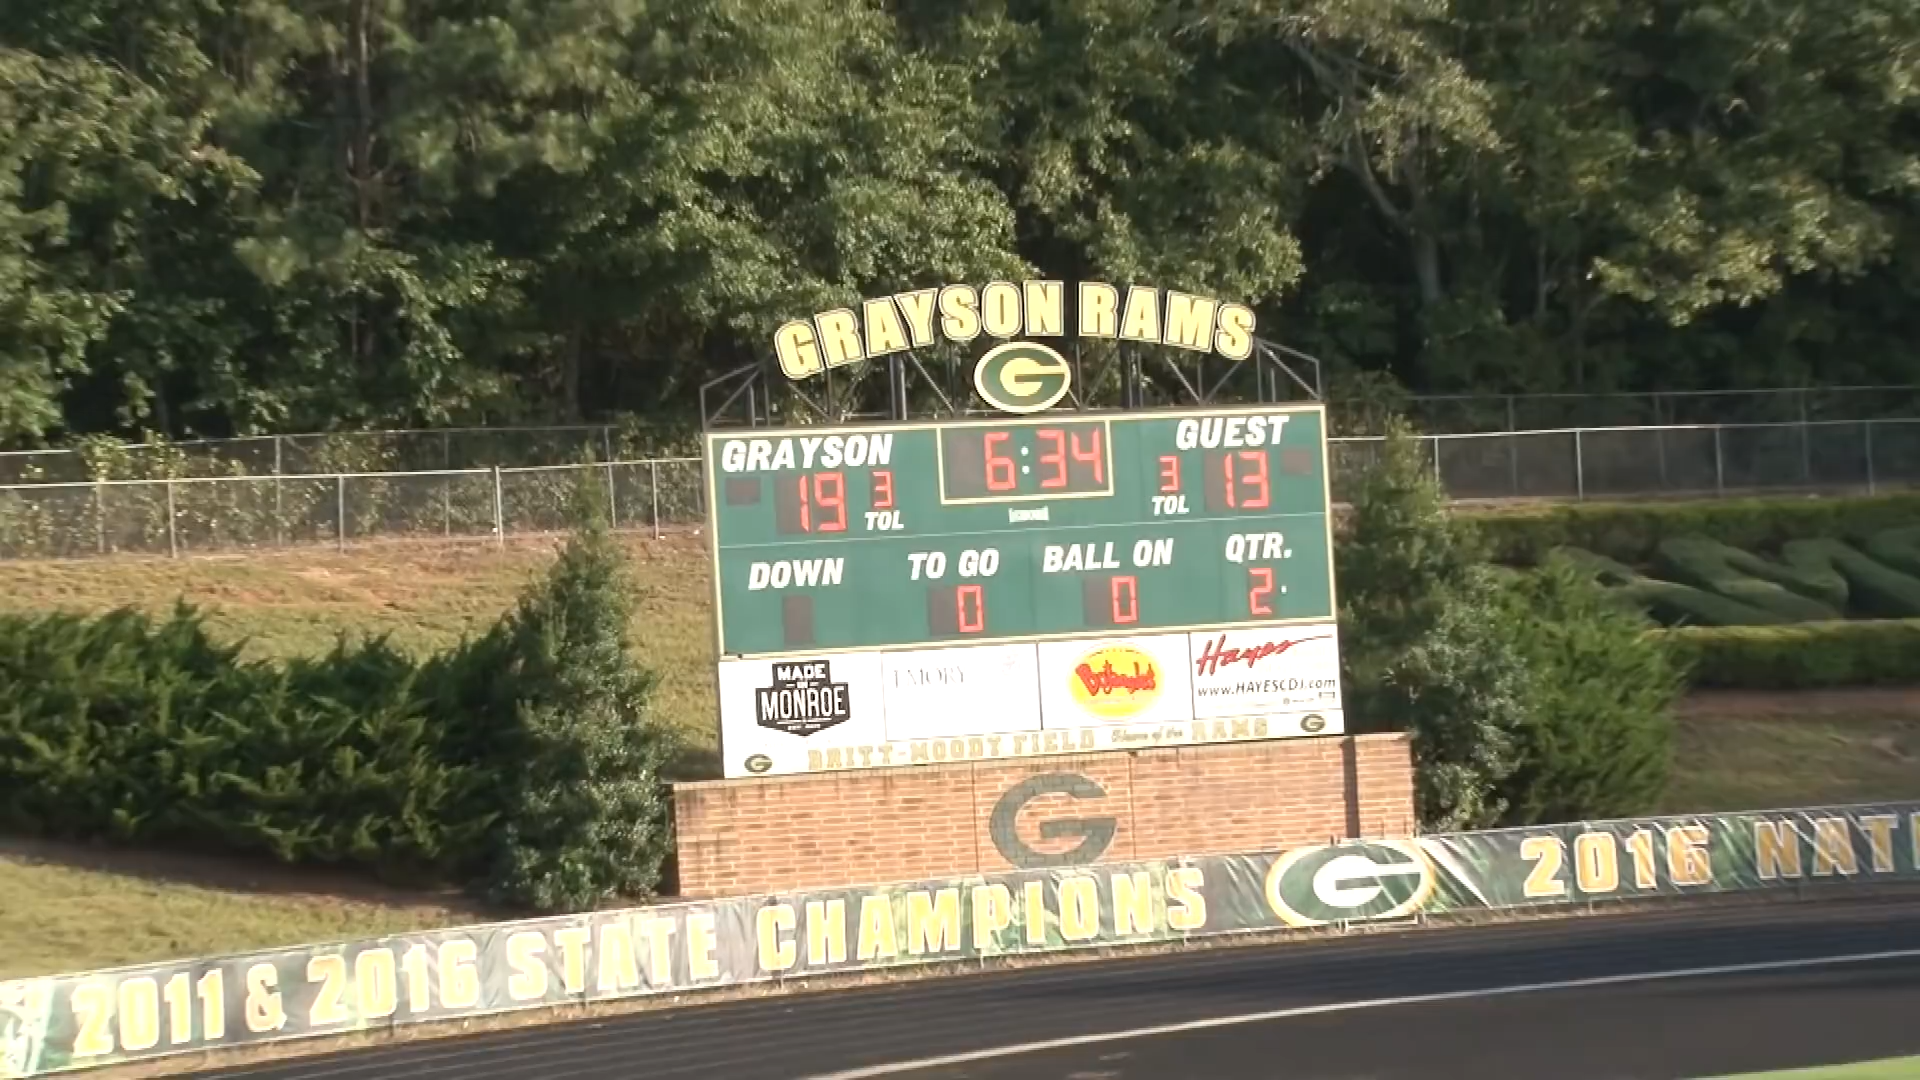 GRAYSON RAMS
G
GRAYSON 6:34 GUEST
19 3 TOL 3 TOL 13
DOWN TO GO BALL ON QTR.
0 0 2
MADE IN MONROE
EMORY
Bojangles
Hayes
www.HAYESCDJ.com
G BRITT-MOODY FIELD Home of the RAMS G
G
2011 & 2016 STATE CHAMPIONS G 2016 NATI